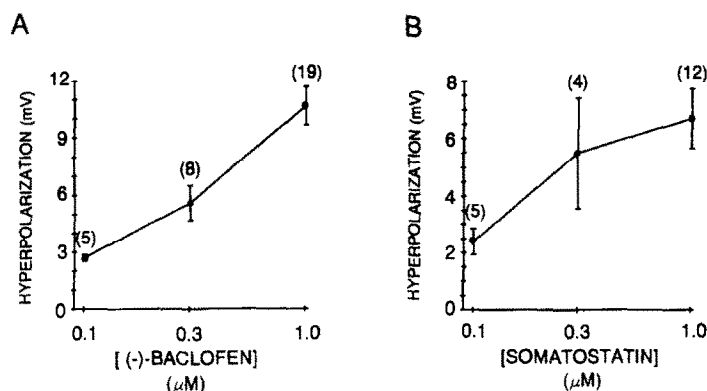 A
HYPERPOLARIZATION (mV)
12
9
6
3
0
(5)
(8)
(19)
0.1 0.3 1.0
[ (-)-BACLOFEN]
(μM)
B
HYPERPOLARIZATION (mV)
8
6
4
2
0
(5)
(4)
(12)
0.1 0.3 1.0
[SOMATOSTATIN]
(μM)